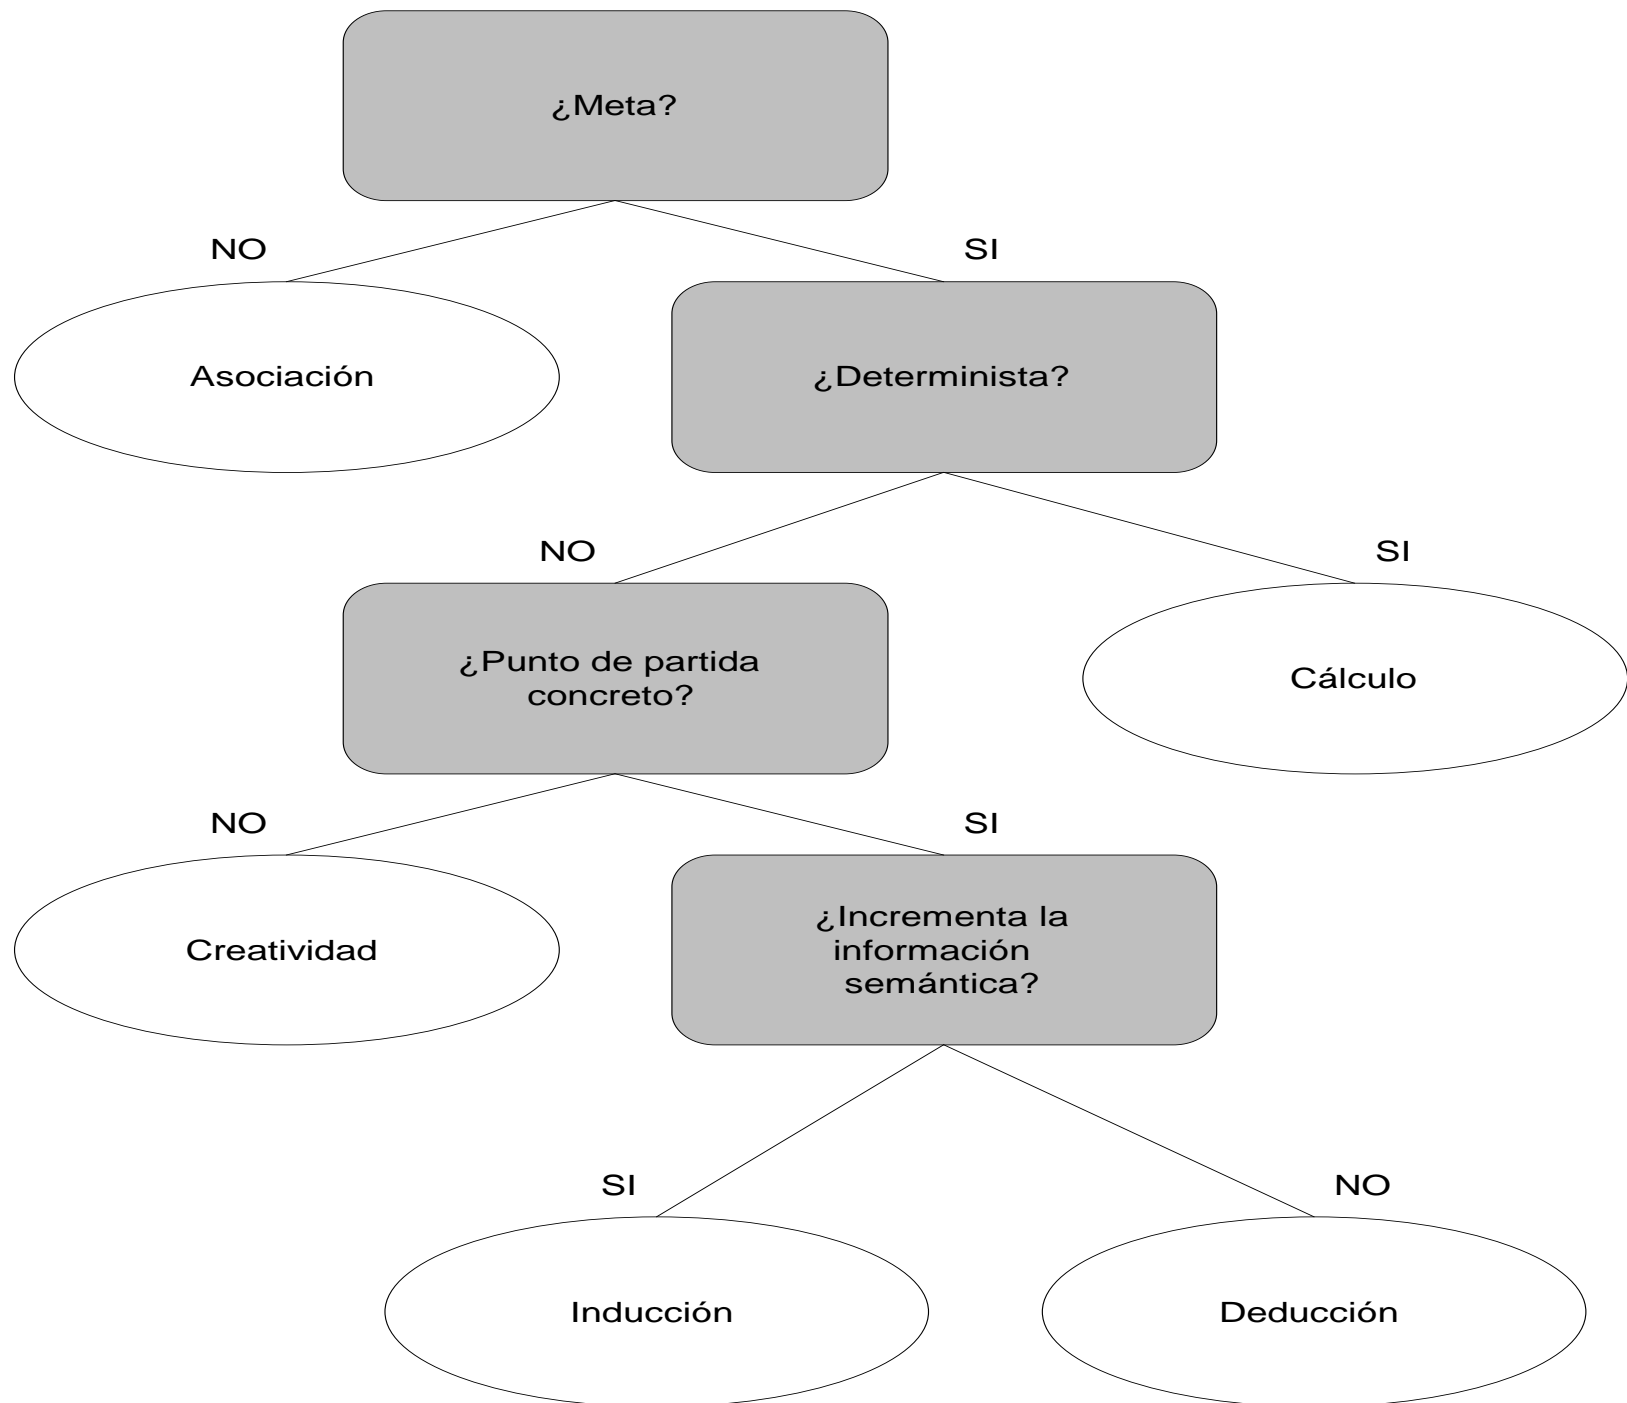 ¿Meta?
NO
SI
Asociación
¿Determinista?
NO
SI
¿Punto de partida
concreto?
Cálculo
NO
SI
Creatividad
¿Incrementa la
información
semántica?
SI
NO
Inducción
Deducción